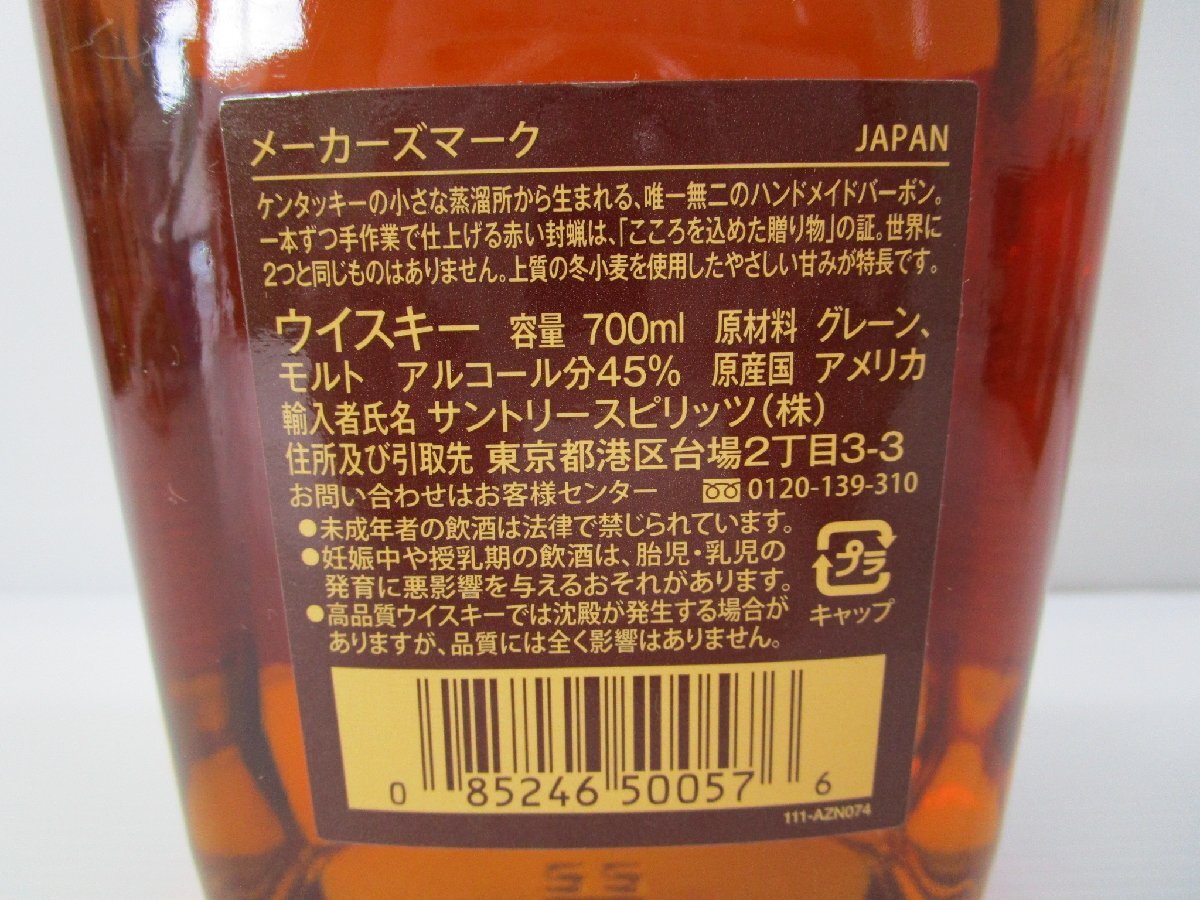 メーカーズマーク JAPAN
ケンタッキーの小さな蒸溜所から生まれる、唯一無二のハンドメイドバーボン。
一本ずつ手作業で仕上げる赤い封蝋は、「こころを込めた贈り物」の証。世界に
2つと同じものはありません。上質の冬小麦を使用したやさしい甘みが特長です。
ウイスキー 容量 700ml 原材料 グレーン、
モルト アルコール分45% 原産国 アメリカ
輸入者氏名 サントリースピリッツ(株)
住所及び引取先 東京都港区台場2丁目3-3
お問い合わせはお客様センター 0120-139-310
●未成年者の飲酒は法律で禁じられています。
●妊娠中や授乳期の飲酒は、胎児・乳児の
発育に悪影響を与えるおそれがあります。
●高品質ウイスキーでは沈殿が発生する場合が
ありますが、品質には全く影響はありません。
プラ
キャップ
0 85246 50057 6
111-AZN074